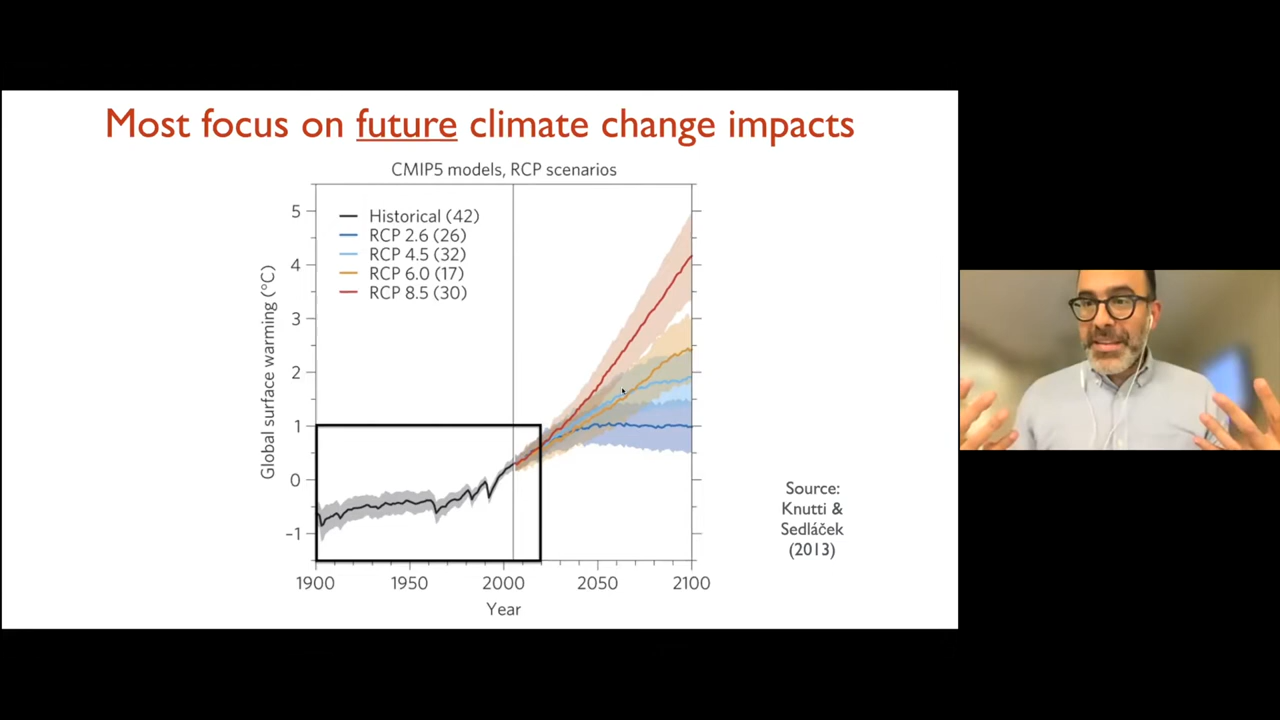 Most focus on future climate change impacts
CMIP5 models, RCP scenarios
5
4
3
2
1
0
−1
Global surface warming (°C)
Historical (42)
RCP 2.6 (26)
RCP 4.5 (32)
RCP 6.0 (17)
RCP 8.5 (30)
1900
1950
2000
2050
2100
Year
Source:
Knutti &
Sedláček
(2013)